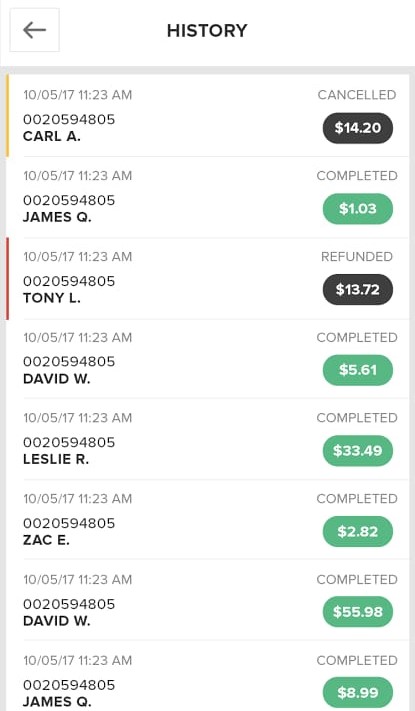 HISTORY
10/05/17 11:23 AM CANCELLED
0020594805
CARL A. $14.20
10/05/17 11:23 AM COMPLETED
0020594805
JAMES Q. $1.03
10/05/17 11:23 AM REFUNDED
0020594805
TONY L. $13.72
10/05/17 11:23 AM COMPLETED
0020594805
DAVID W. $5.61
10/05/17 11:23 AM COMPLETED
0020594805
LESLIE R. $33.49
10/05/17 11:23 AM COMPLETED
0020594805
ZAC E. $2.82
10/05/17 11:23 AM COMPLETED
0020594805
DAVID W. $55.98
10/05/17 11:23 AM COMPLETED
0020594805
JAMES Q. $8.99